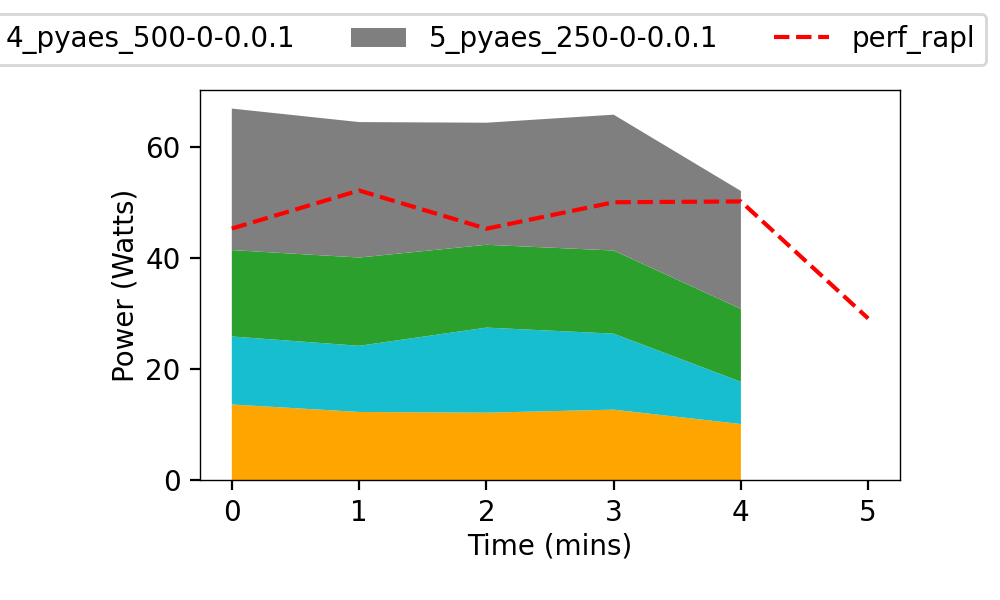 4_pyaes_500-0-0.0.1 5_pyaes_250-0-0.0.1 perf_rapl
60
40
20
0
Power (Watts)
0 1 2 3 4 5
Time (mins)